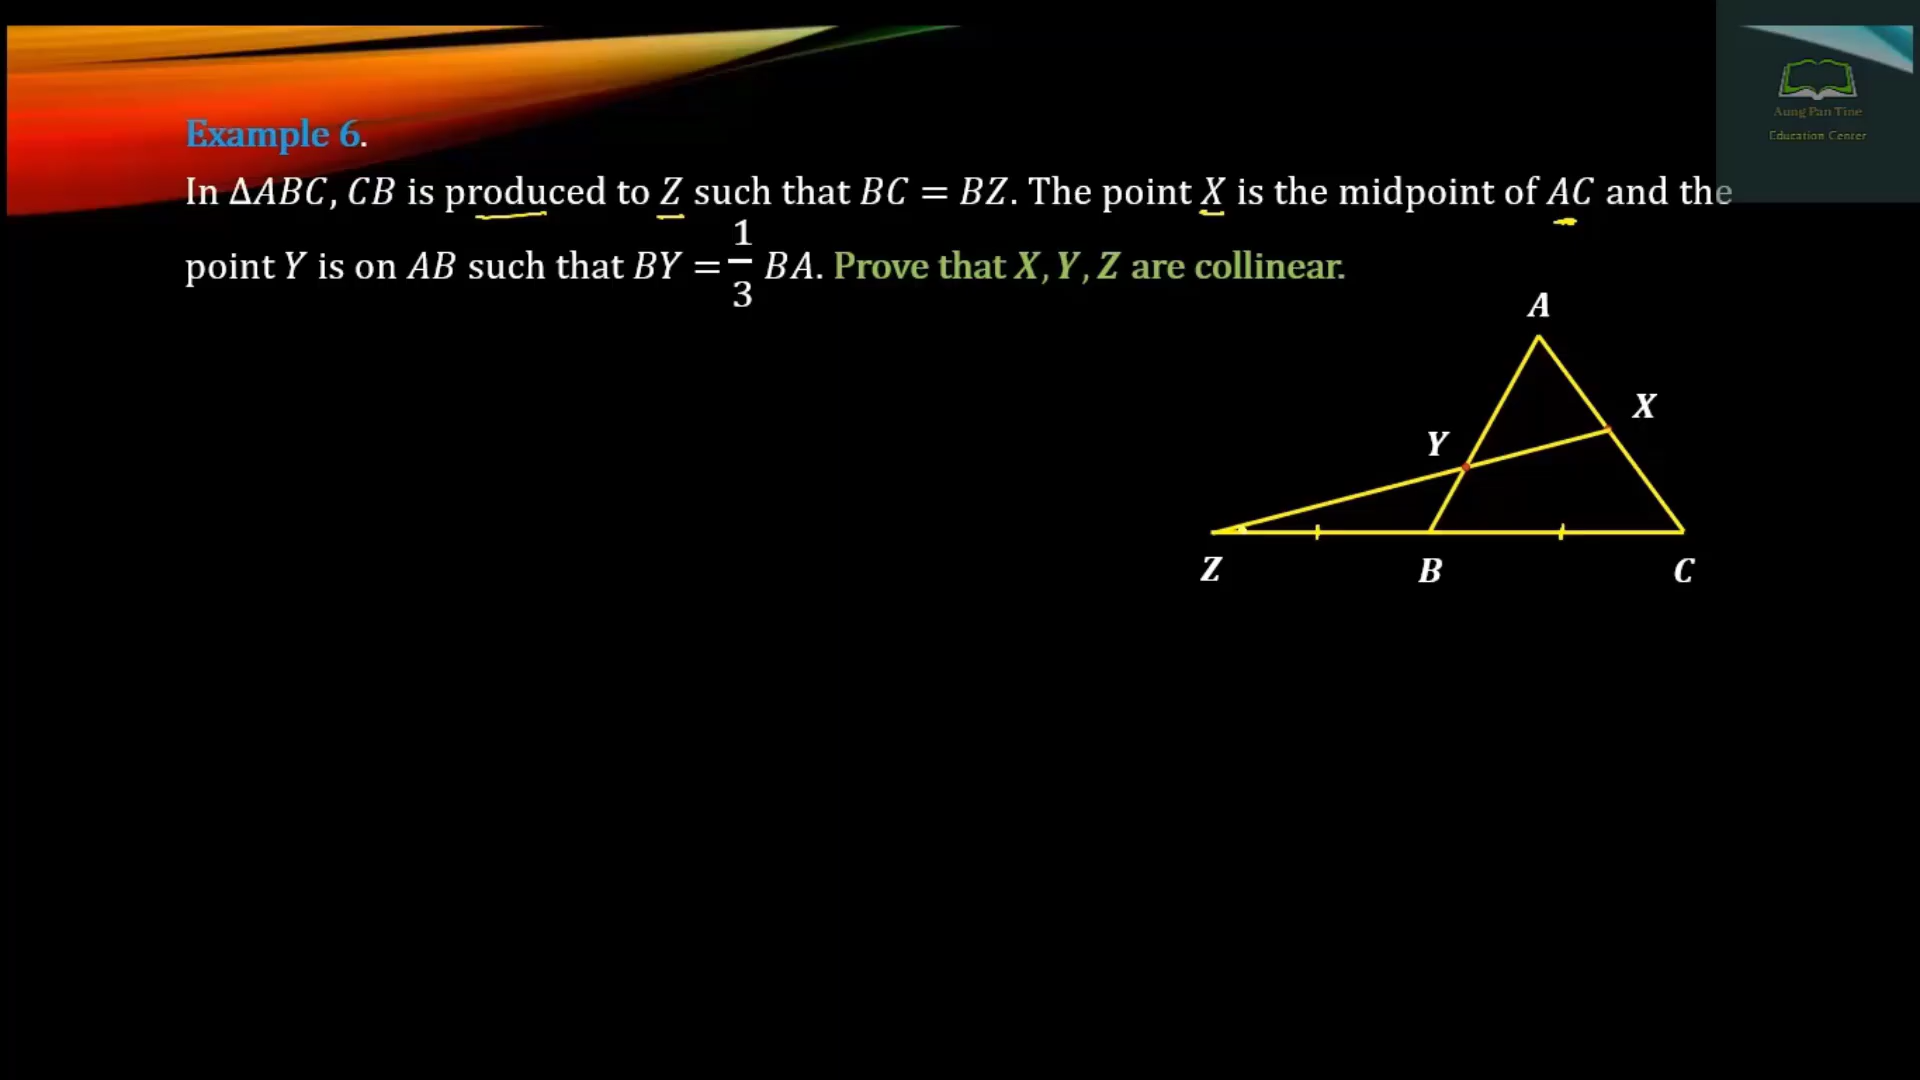 Aung Pan Tine
Education Center
Example 6.
In ΔABC, CB is produced to Z such that BC = BZ. The point X is the midpoint of AC and the
point Y is on AB such that BY = 1/3 BA. Prove that X, Y, Z are collinear.
A
X
Y
Z B C